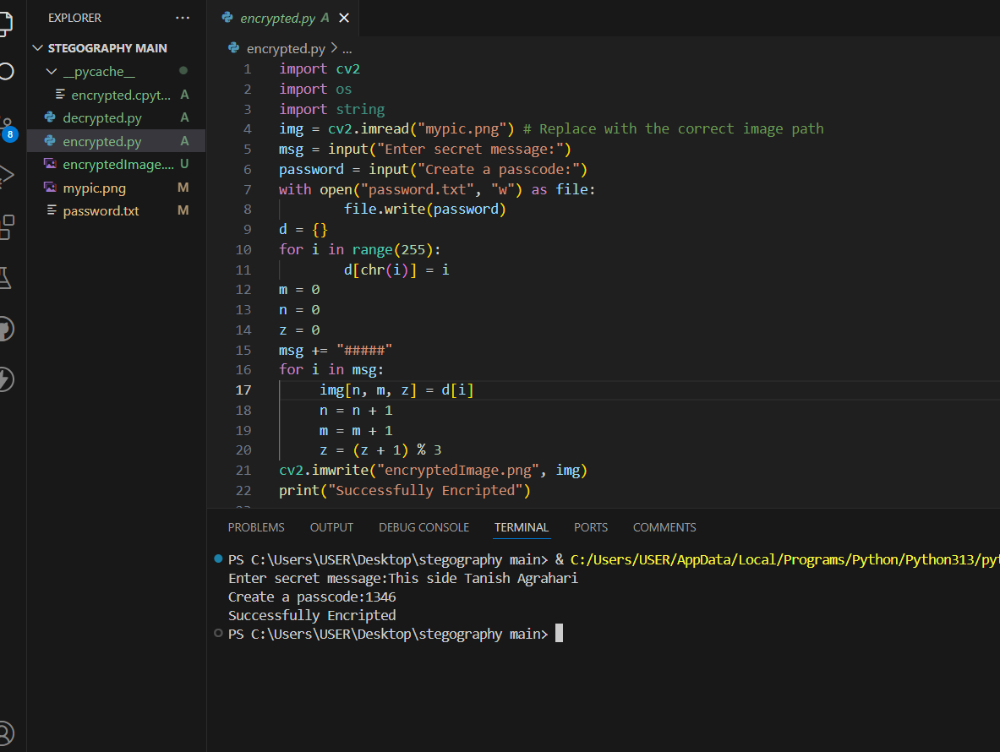 EXPLORER ...
STEGOGRAPHY MAIN
__pycache__
encrypted.cpyt... A
decrypted.py A
encrypted.py A
encryptedImage.... U
mypic.png M
password.txt M
8
encrypted.py A
encrypted.py > ...
1 import cv2
2 import os
3 import string
4 img = cv2.imread("mypic.png") # Replace with the correct image path
5 msg = input("Enter secret message:")
6 password = input("Create a passcode:")
7 with open("password.txt", "w") as file:
8 file.write(password)
9 d = {}
10 for i in range(255):
11 d[chr(i)] = i
12 m = 0
13 n = 0
14 z = 0
15 msg += "#####"
16 for i in msg:
17 img[n, m, z] = d[i]
18 n = n + 1
19 m = m + 1
20 z = (z + 1) % 3
21 cv2.imwrite("encryptedImage.png", img)
22 print("Successfully Encripted")
PROBLEMS OUTPUT DEBUG CONSOLE TERMINAL PORTS COMMENTS
PS C:\Users\USER\Desktop\stegography main> & C:/Users/USER/AppData/Local/Programs/Python/Python313/pyt
Enter secret message:This side Tanish Agrahari
Create a passcode:1346
Successfully Encripted
PS C:\Users\USER\Desktop\stegography main>